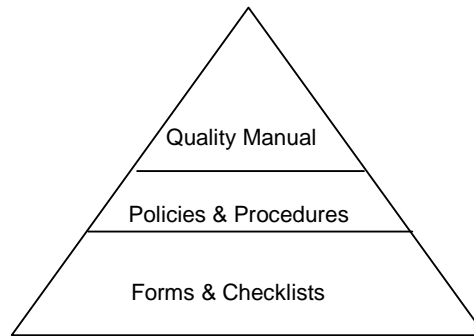 Quality Manual
Policies & Procedures
Forms & Checklists